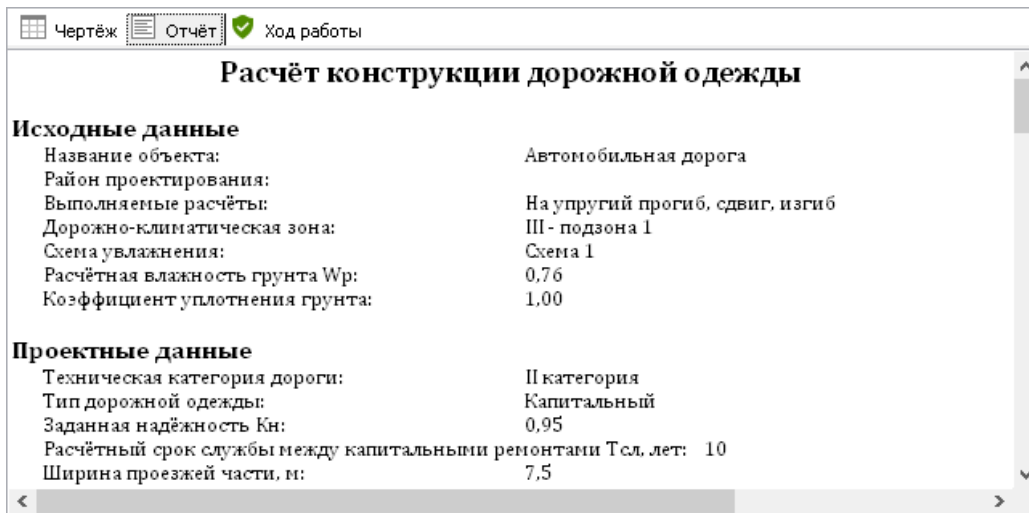 Чертёж Отчёт Ход работы
Расчёт конструкции дорожной одежды
Исходные данные
Название объекта: Автомобильная дорога
Район проектирования:
Выполняемые расчёты: На упругий прогиб, сдвиг, изгиб
Дорожно-климатическая зона: III - подзона 1
Схема увлажнения: Схема 1
Расчётная влажность грунта Wр: 0,76
Коэффициент уплотнения грунта: 1,00
Проектные данные
Техническая категория дороги: II категория
Тип дорожной одежды: Капитальный
Заданная надёжность Кн: 0,95
Расчётный срок службы между капитальными ремонтами Тсл, лет: 10
Ширина проезжей части, м: 7,5